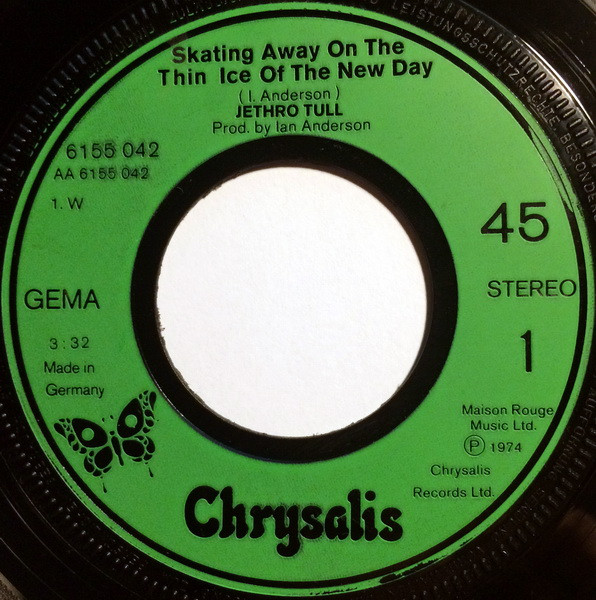 LEISTUNGSSCHUTZRECHTE BESONDER
Skating Away On The
Thin Ice Of The New Day
( I. Anderson )
JETHRO TULL
Prod. by Ian Anderson
6155 042
AA 6155 042
1. W
45
GEMA
STEREO
3:32
1
Made in
Germany
Maison Rouge
Music Ltd.
Ⓟ 1974
Chrysalis
Records Ltd.
Chrysalis